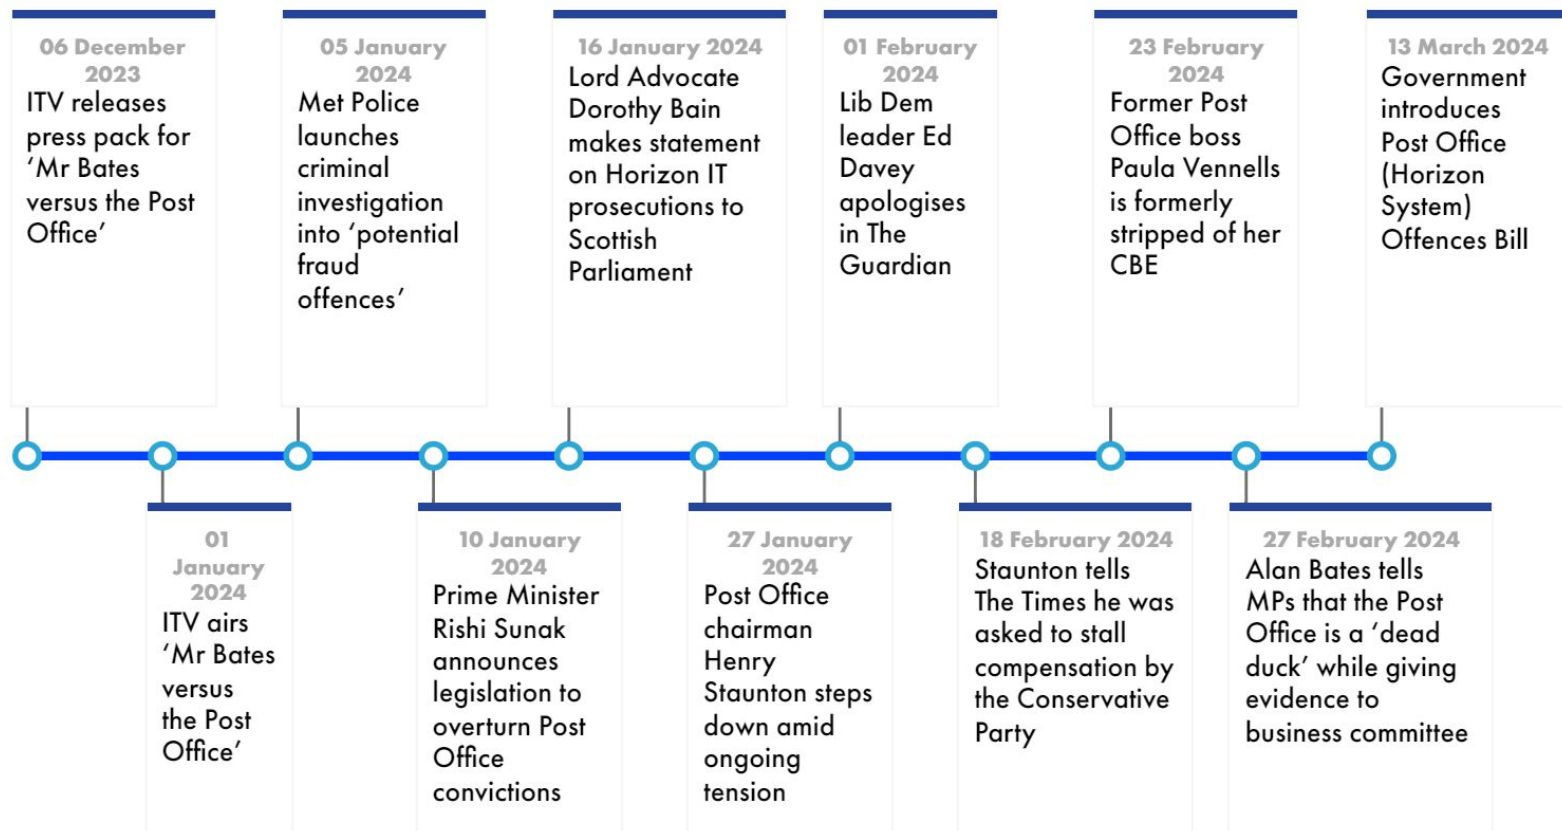 06 December
2023
ITV releases
press pack for
‘Mr Bates
versus the Post
Office’
05 January
2024
Met Police
launches
criminal
investigation
into ‘potential
fraud
offences’
16 January 2024
Lord Advocate
Dorothy Bain
makes statement
on Horizon IT
prosecutions to
Scottish
Parliament
01 February
2024
Lib Dem
leader Ed
Davey
apologises
in The
Guardian
23 February
2024
Former Post
Office boss
Paula Vennells
is formerly
stripped of her
CBE
13 March 2024
Government
introduces
Post Office
(Horizon
System)
Offences Bill
01
January
2024
ITV airs
‘Mr Bates
versus
the Post
Office’
10 January
2024
Prime Minister
Rishi Sunak
announces
legislation to
overturn Post
Office
convictions
27 January
2024
Post Office
chairman
Henry
Staunton steps
down amid
ongoing
tension
18 February 2024
Staunton tells
The Times he was
asked to stall
compensation by
the Conservative
Party
27 February 2024
Alan Bates tells
MPs that the Post
Office is a ‘dead
duck’ while giving
evidence to
business committee